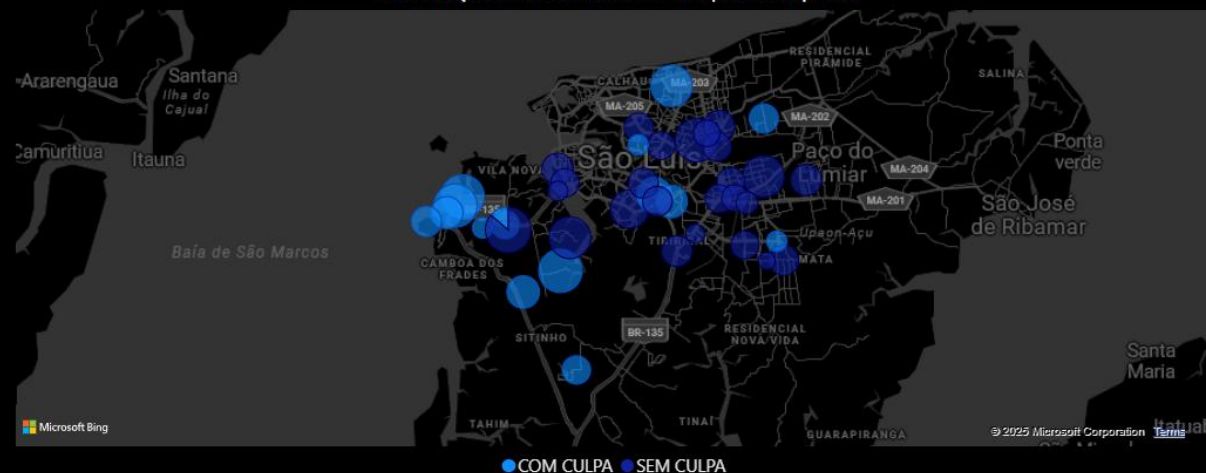 RESIDENCIAL
PIRÂMIDE
Ararengaua
Santana
Ilha do
Cajual
CALHAU
MA-203
SALINA
MA-205
MA-202
Camuritiua
Itauna
São Luís
Paço do
Lumiar
Ponta
verde
VILA NOVA
MA-204
MA-201
-135
São José
de Ribamar
Baía de São Marcos
TIRIRICAL
Upaon-Açu
CAMBOA DOS
FRADES
MATA
SITINHO
BR-135
RESIDENCIAL
NOVA VIDA
Santa
Maria
TAHIM
TINAÍ
GUARAPIRANGA
Microsoft Bing
© 2025 Microsoft Corporation Terms
COM CULPA SEM CULPA